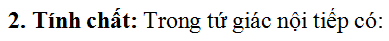 2. Tính chất: Trong tứ giác nội tiếp có: